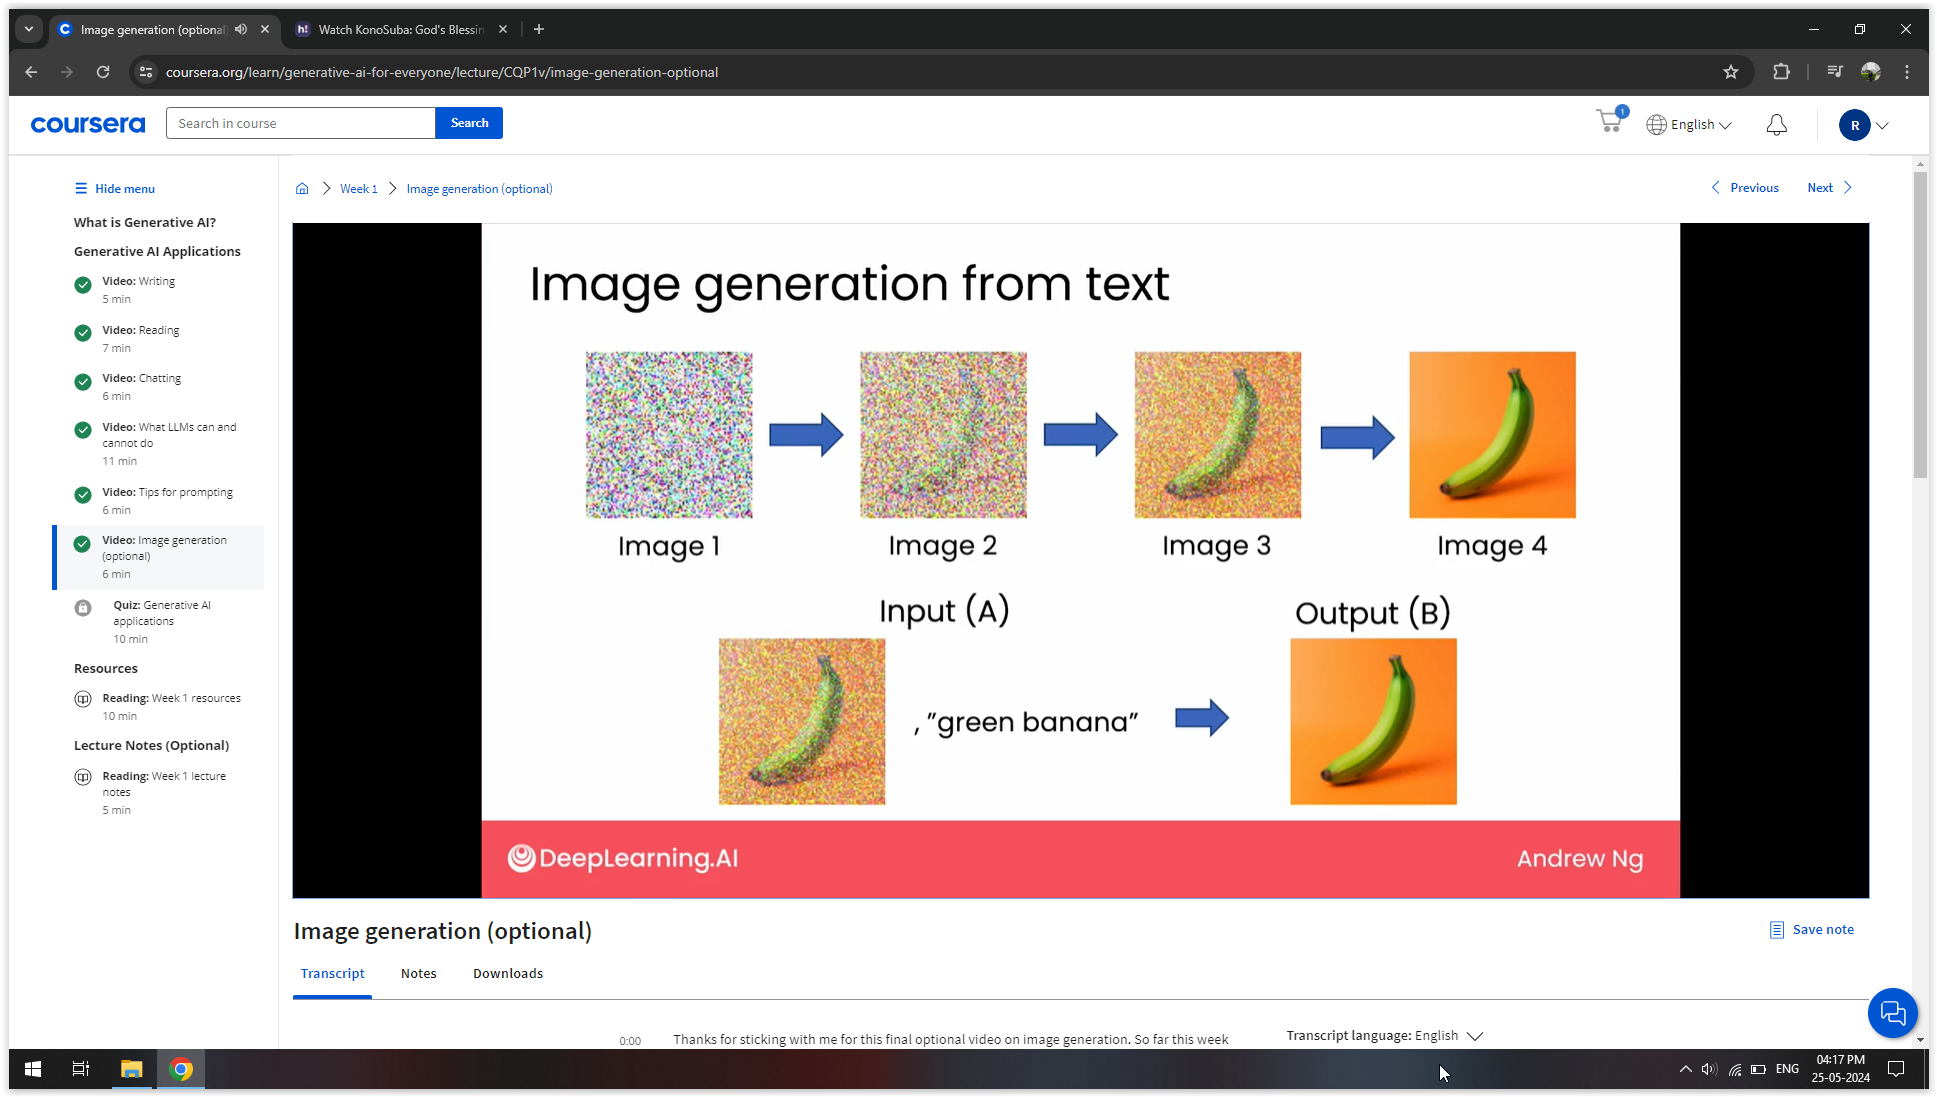 Image generation (optional)
Watch KonoSuba: God's Blessin
coursera.org/learn/generative-ai-for-everyone/lecture/CQP1v/image-generation-optional
coursera
Search in course
Search
1
English
R
Hide menu
Week 1
Image generation (optional)
Previous
Next
What is Generative AI?
Generative AI Applications
Video: Writing
5 min
Video: Reading
7 min
Video: Chatting
6 min
Video: What LLMs can and
cannot do
11 min
Video: Tips for prompting
6 min
Video: Image generation
(optional)
6 min
Quiz: Generative AI
applications
10 min
Resources
Reading: Week 1 resources
10 min
Lecture Notes (Optional)
Reading: Week 1 lecture
notes
5 min
Image generation from text
Image 1
Image 2
Image 3
Image 4
Input (A)
Output (B)
, "green banana"
DeepLearning.AI
Andrew Ng
Image generation (optional)
Save note
Transcript
Notes
Downloads
0:00
Thanks for sticking with me for this final optional video on image generation. So far this week
Transcript language: English
ENG
04:17 PM
25-05-2024